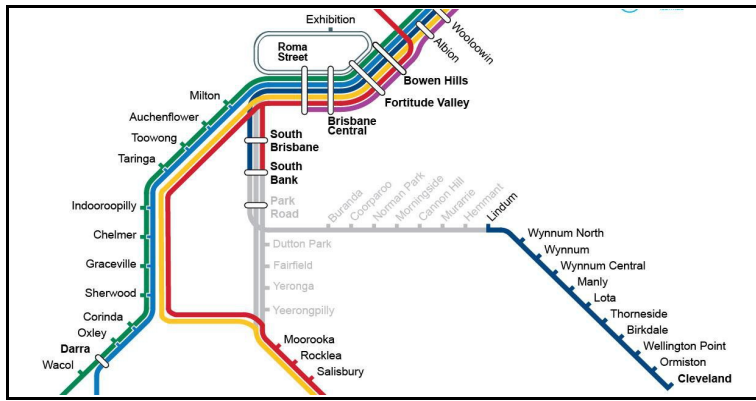 Exhibition
Roma
Street
Wooloowin
Albion
Bowen Hills
Fortitude Valley
Brisbane
Central
Milton
Auchenflower
Toowong
Taringa
South
Brisbane
South
Bank
Park
Road
Indooroopilly
Chelmer
Graceville
Sherwood
Corinda
Oxley
Darra
Wacol
Buranda
Coorparoo
Norman Park
Morningside
Cannon Hill
Murarrie
Hemmant
Lindum
Dutton Park
Fairfield
Yeronga
Yeerongpilly
Moorooka
Rocklea
Salisbury
Wynnum North
Wynnum
Wynnum Central
Manly
Lota
Thorneside
Birkdale
Wellington Point
Ormiston
Cleveland